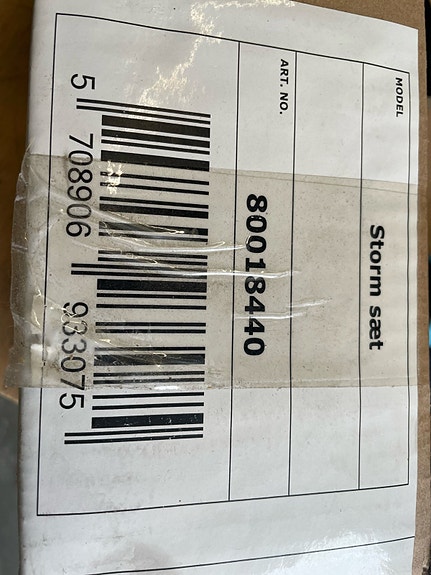 MODEL
Storm sæt
ART. NO.
80018440
5 708906 933075